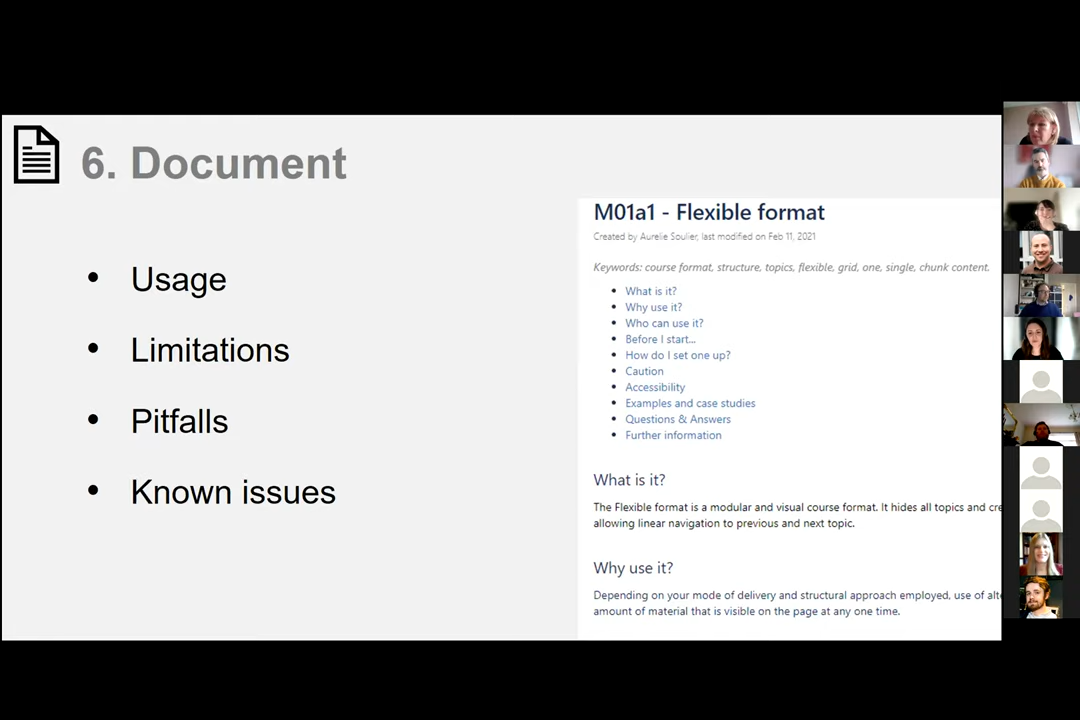 6. Document
• Usage
• Limitations
• Pitfalls
• Known issues
M01a1 - Flexible format
Created by Aurelie Soulier, last modified on Feb 11, 2021
Keywords: course format, structure, topics, flexible, grid, one, single, chunk content.
• What is it?
• Why use it?
• Who can use it?
• Before I start...
• How do I set one up?
• Caution
• Accessibility
• Examples and case studies
• Questions & Answers
• Further information
What is it?
The Flexible format is a modular and visual course format. It hides all topics and cre
allowing linear navigation to previous and next topic.
Why use it?
Depending on your mode of delivery and structural approach employed, use of alte
amount of material that is visible on the page at any one time.